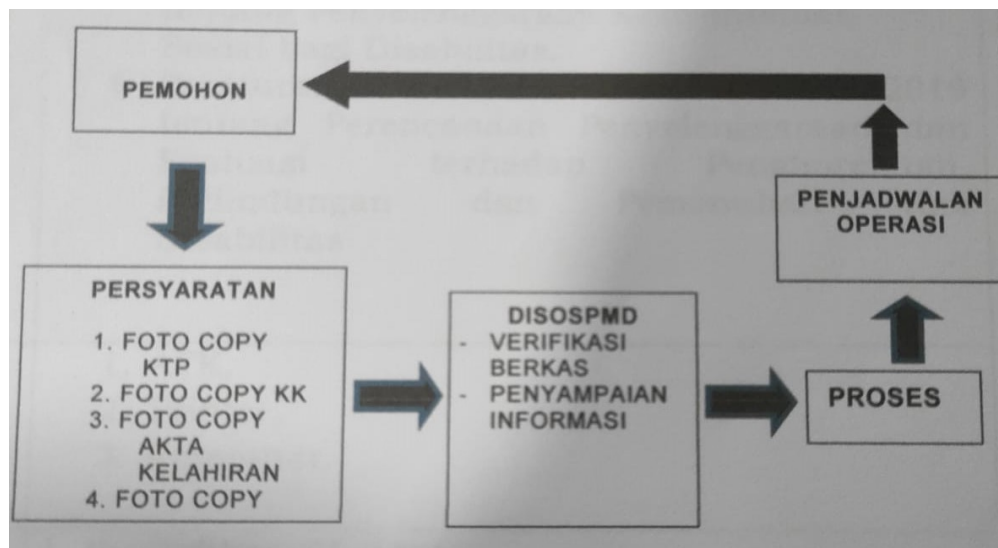 PEMOHON
PENJADWALAN
OPERASI
PERSYARATAN
1. FOTO COPY
KTP
2. FOTO COPY KK
3. FOTO COPY
AKTA
KELAHIRAN
4. FOTO COPY
DISOSPMD
- VERIFIKASI
BERKAS
- PENYAMPAIAN
INFORMASI
PROSES